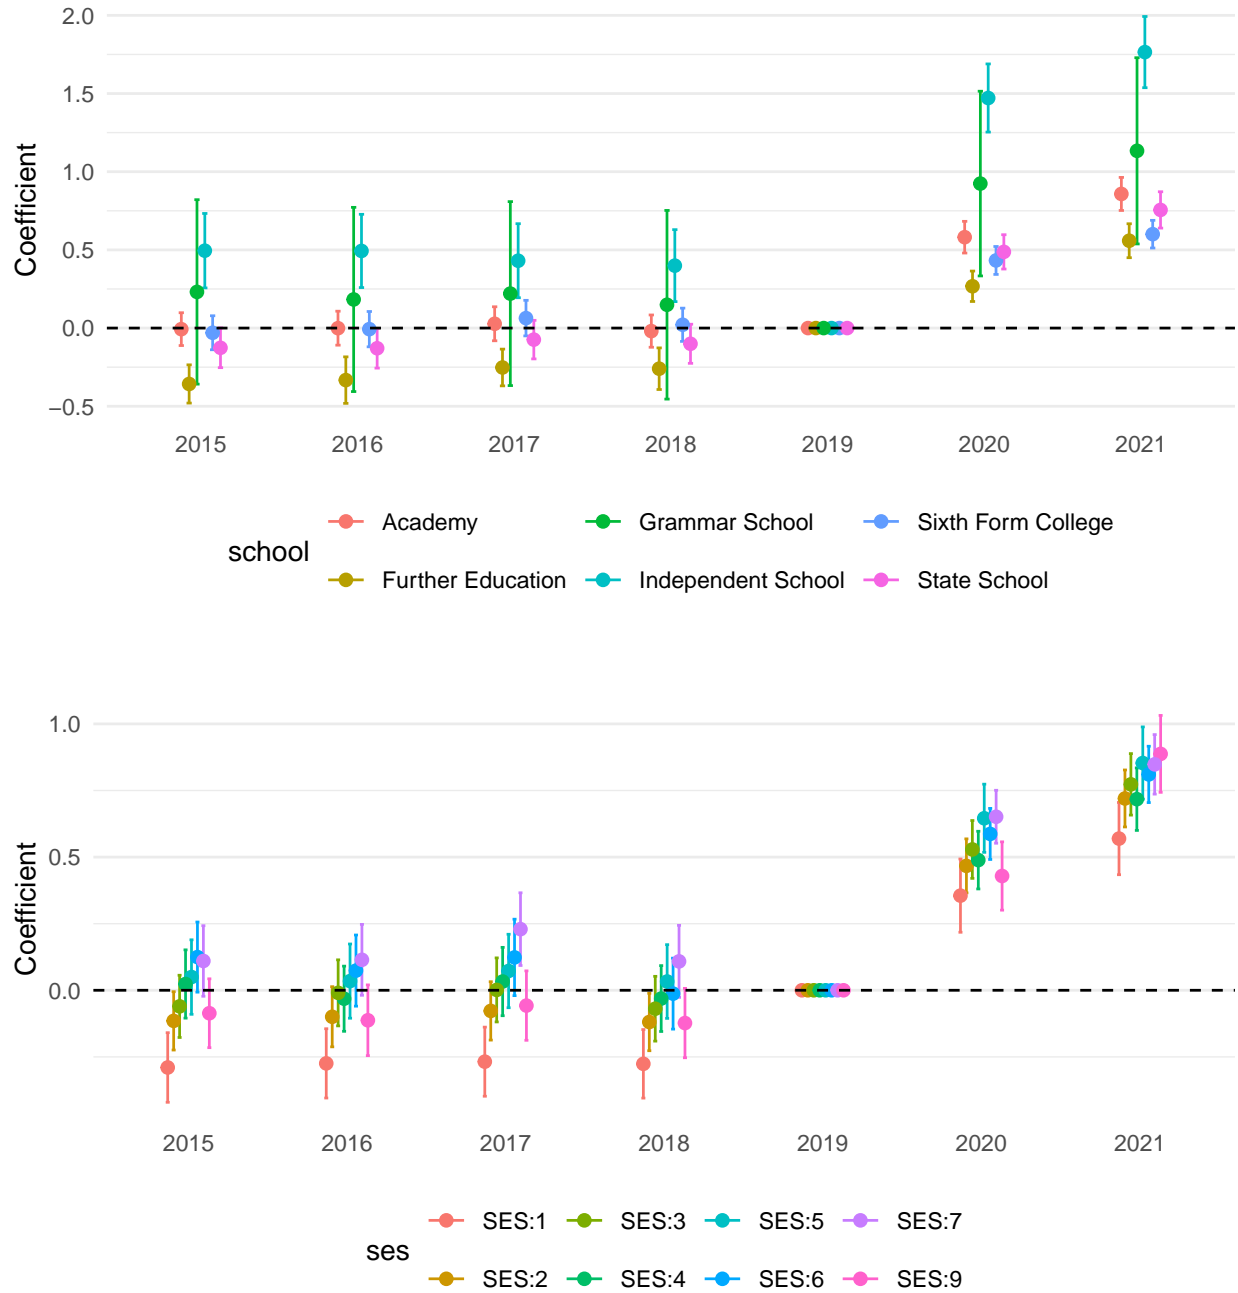 2.0
1.5
1.0
0.5
0.0
−0.5
Coefficient
2015 2016 2017 2018 2019 2020 2021
school
Academy Grammar School Sixth Form College
Further Education Independent School State School
1.0
0.5
0.0
Coefficient
2015 2016 2017 2018 2019 2020 2021
ses
SES:1 SES:3 SES:5 SES:7
SES:2 SES:4 SES:6 SES:9